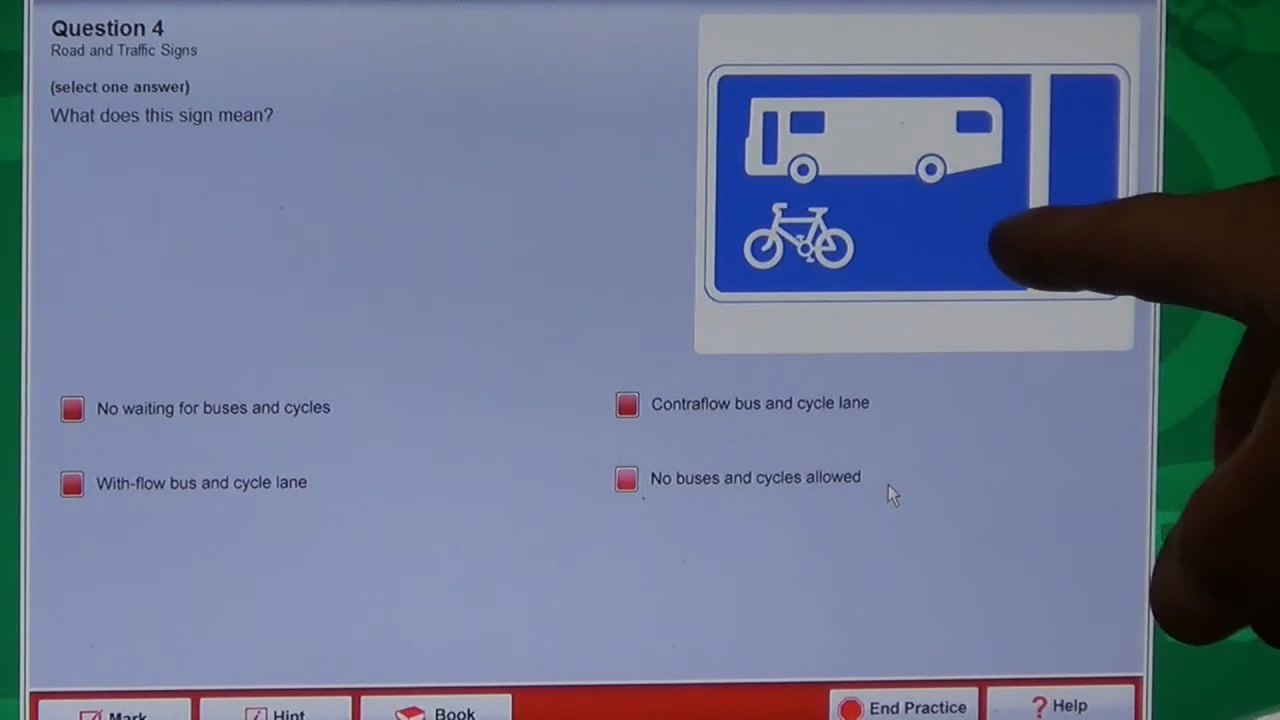 Question 4
Road and Traffic Signs
(select one answer)
What does this sign mean?
No waiting for buses and cycles
Contraflow bus and cycle lane
With-flow bus and cycle lane
No buses and cycles allowed
Mark
Hint
Book
End Practice
? Help